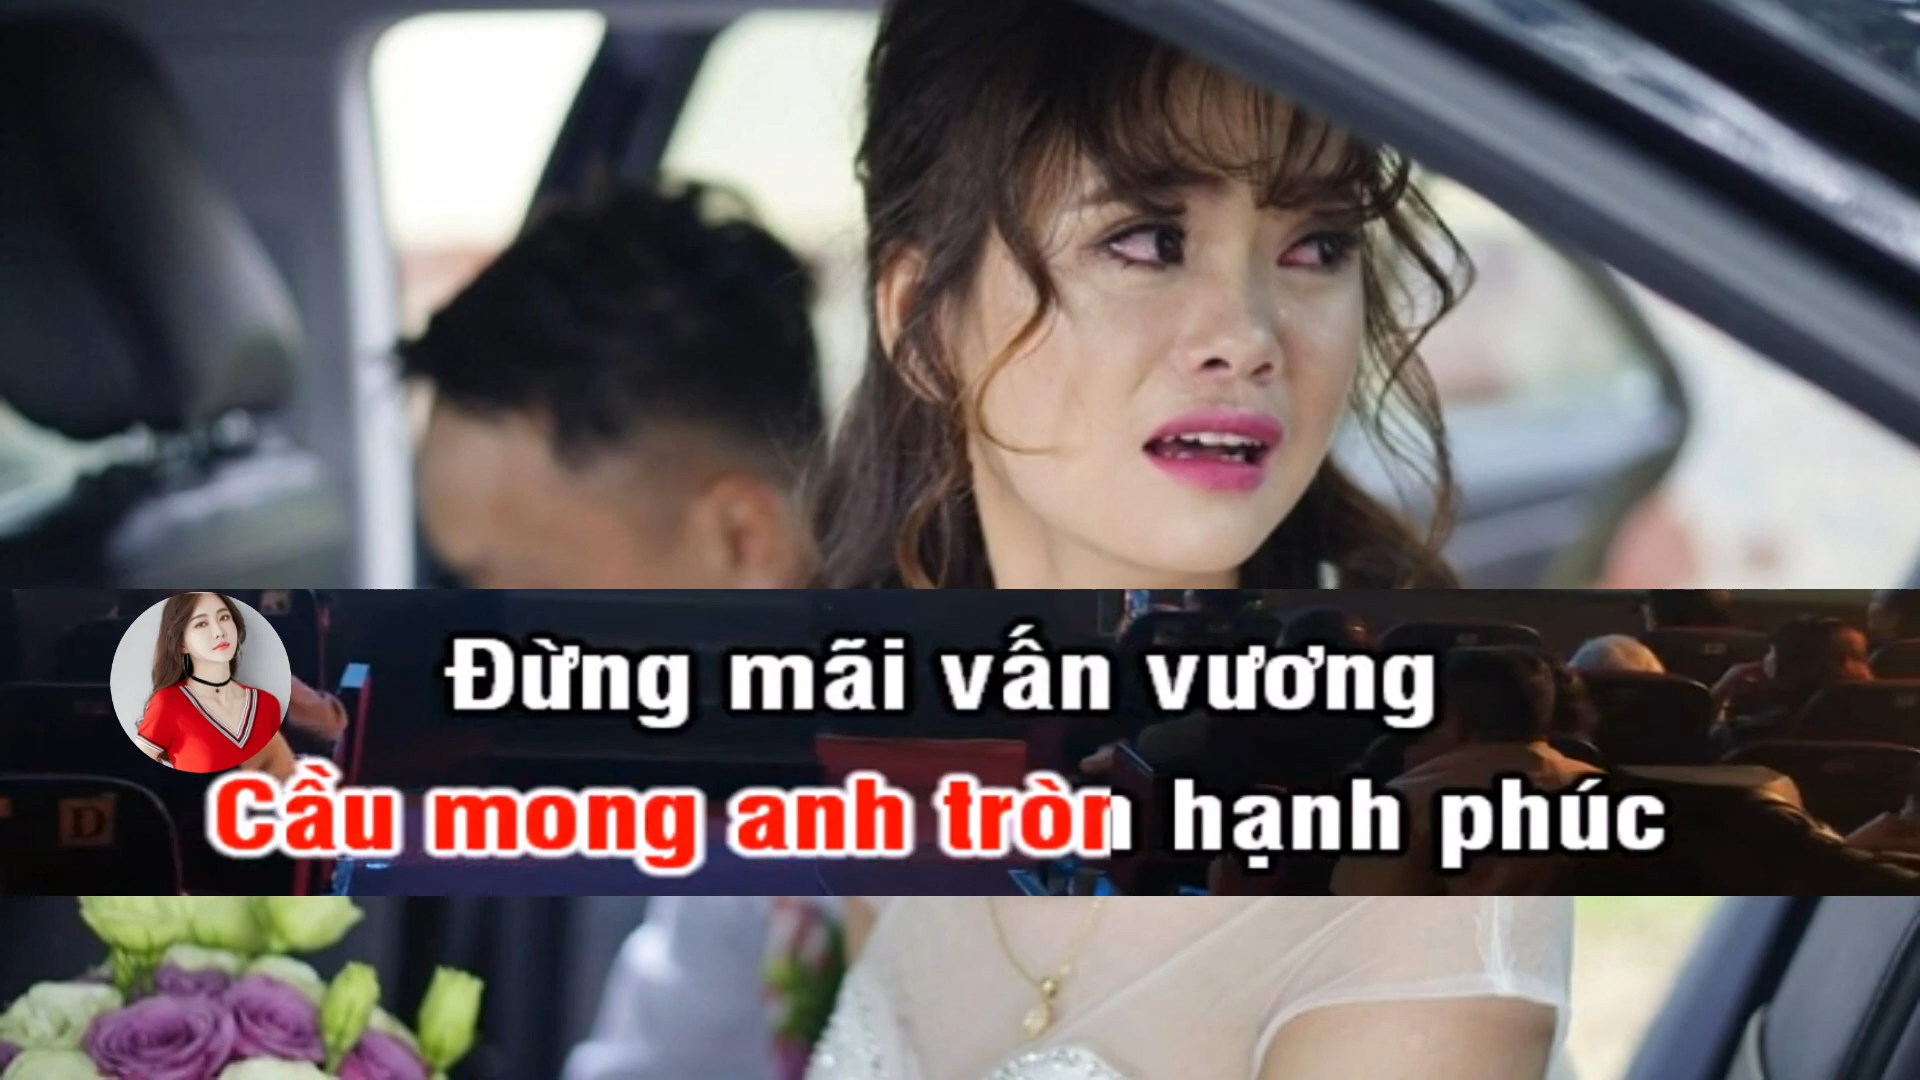 Đừng mãi vấn vương
Cầu mong anh tròn hạnh phúc
D